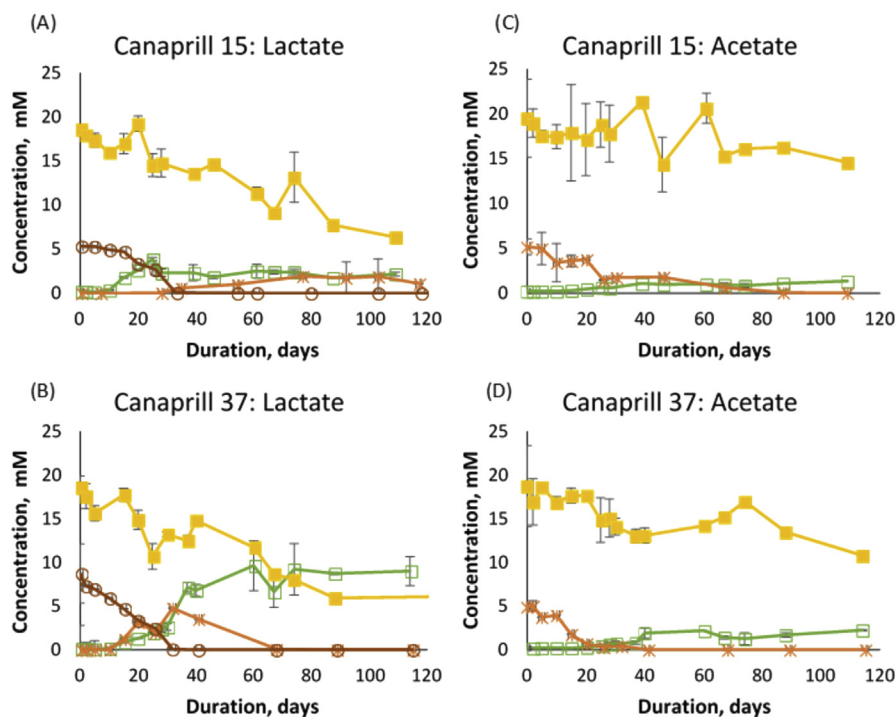 (A)
Canaprill 15: Lactate
Concentration, mM
25
20
15
10
5
0
0 20 40 60 80 100 120
Duration, days
(C)
Canaprill 15: Acetate
Concentration, mM
25
20
15
10
5
0
0 20 40 60 80 100 120
Duration, days
(B)
Canaprill 37: Lactate
Concentration, mM
25
20
15
10
5
0
0 20 40 60 80 100 120
Duration, days
(D)
Canaprill 37: Acetate
Concentration, mM
25
20
15
10
5
0
0 20 40 60 80 100 120
Duration, days